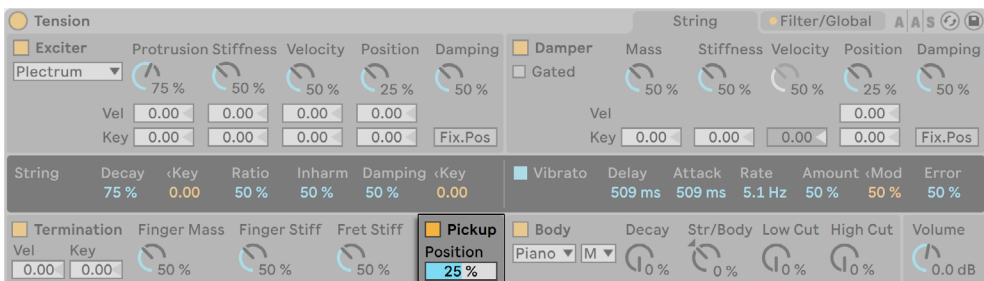 Tension String Filter/Global A A S
Exciter Protrusion Stiffness Velocity Position Damping
Plectrum 75 % 50 % 50 % 25 % 50 %
Vel 0.00 0.00 0.00 0.00
Key 0.00 0.00 0.00 0.00 Fix.Pos
Damper Mass Stiffness Velocity Position Damping
Gated 50 % 50 % 50 % 25 % 50 %
Vel 0.00
Key 0.00 0.00 0.00 0.00 Fix.Pos
String Decay ‹Key Ratio Inharm Damping ‹Key
75 % 0.00 50 % 50 % 50 % 0.00
Vibrato Delay Attack Rate Amount ‹Mod Error
509 ms 509 ms 5.1 Hz 50 % 50 % 50 %
Termination Finger Mass Finger Stiff Fret Stiff
Vel Key
0.00 0.00 50 % 50 % 50 %
Pickup
Position
25 %
Body Decay Str/Body Low Cut High Cut Volume
Piano M 0 % 0 % 0 % 0 % 0.0 dB